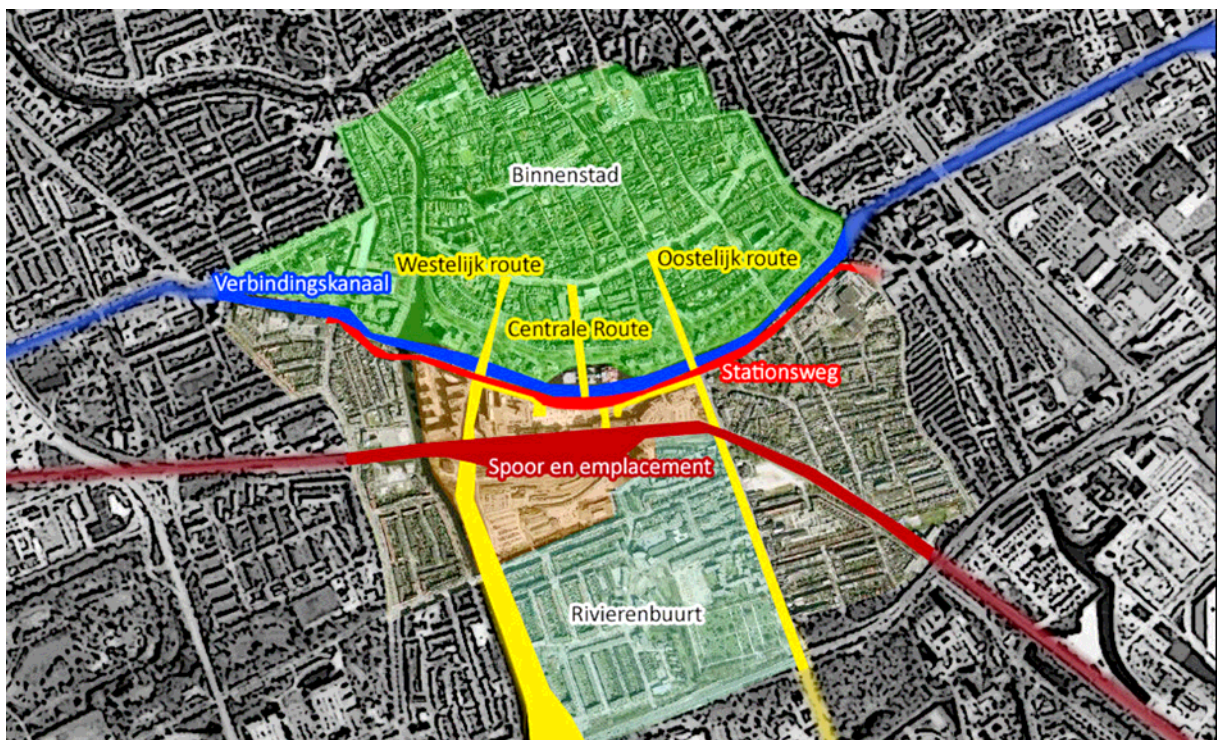 Binnenstad
Westelijk route
Oostelijk route
Verbindingskanaal
Centrale Route
Stationsweg
Spoor en emplacement
Rivierenbuurt